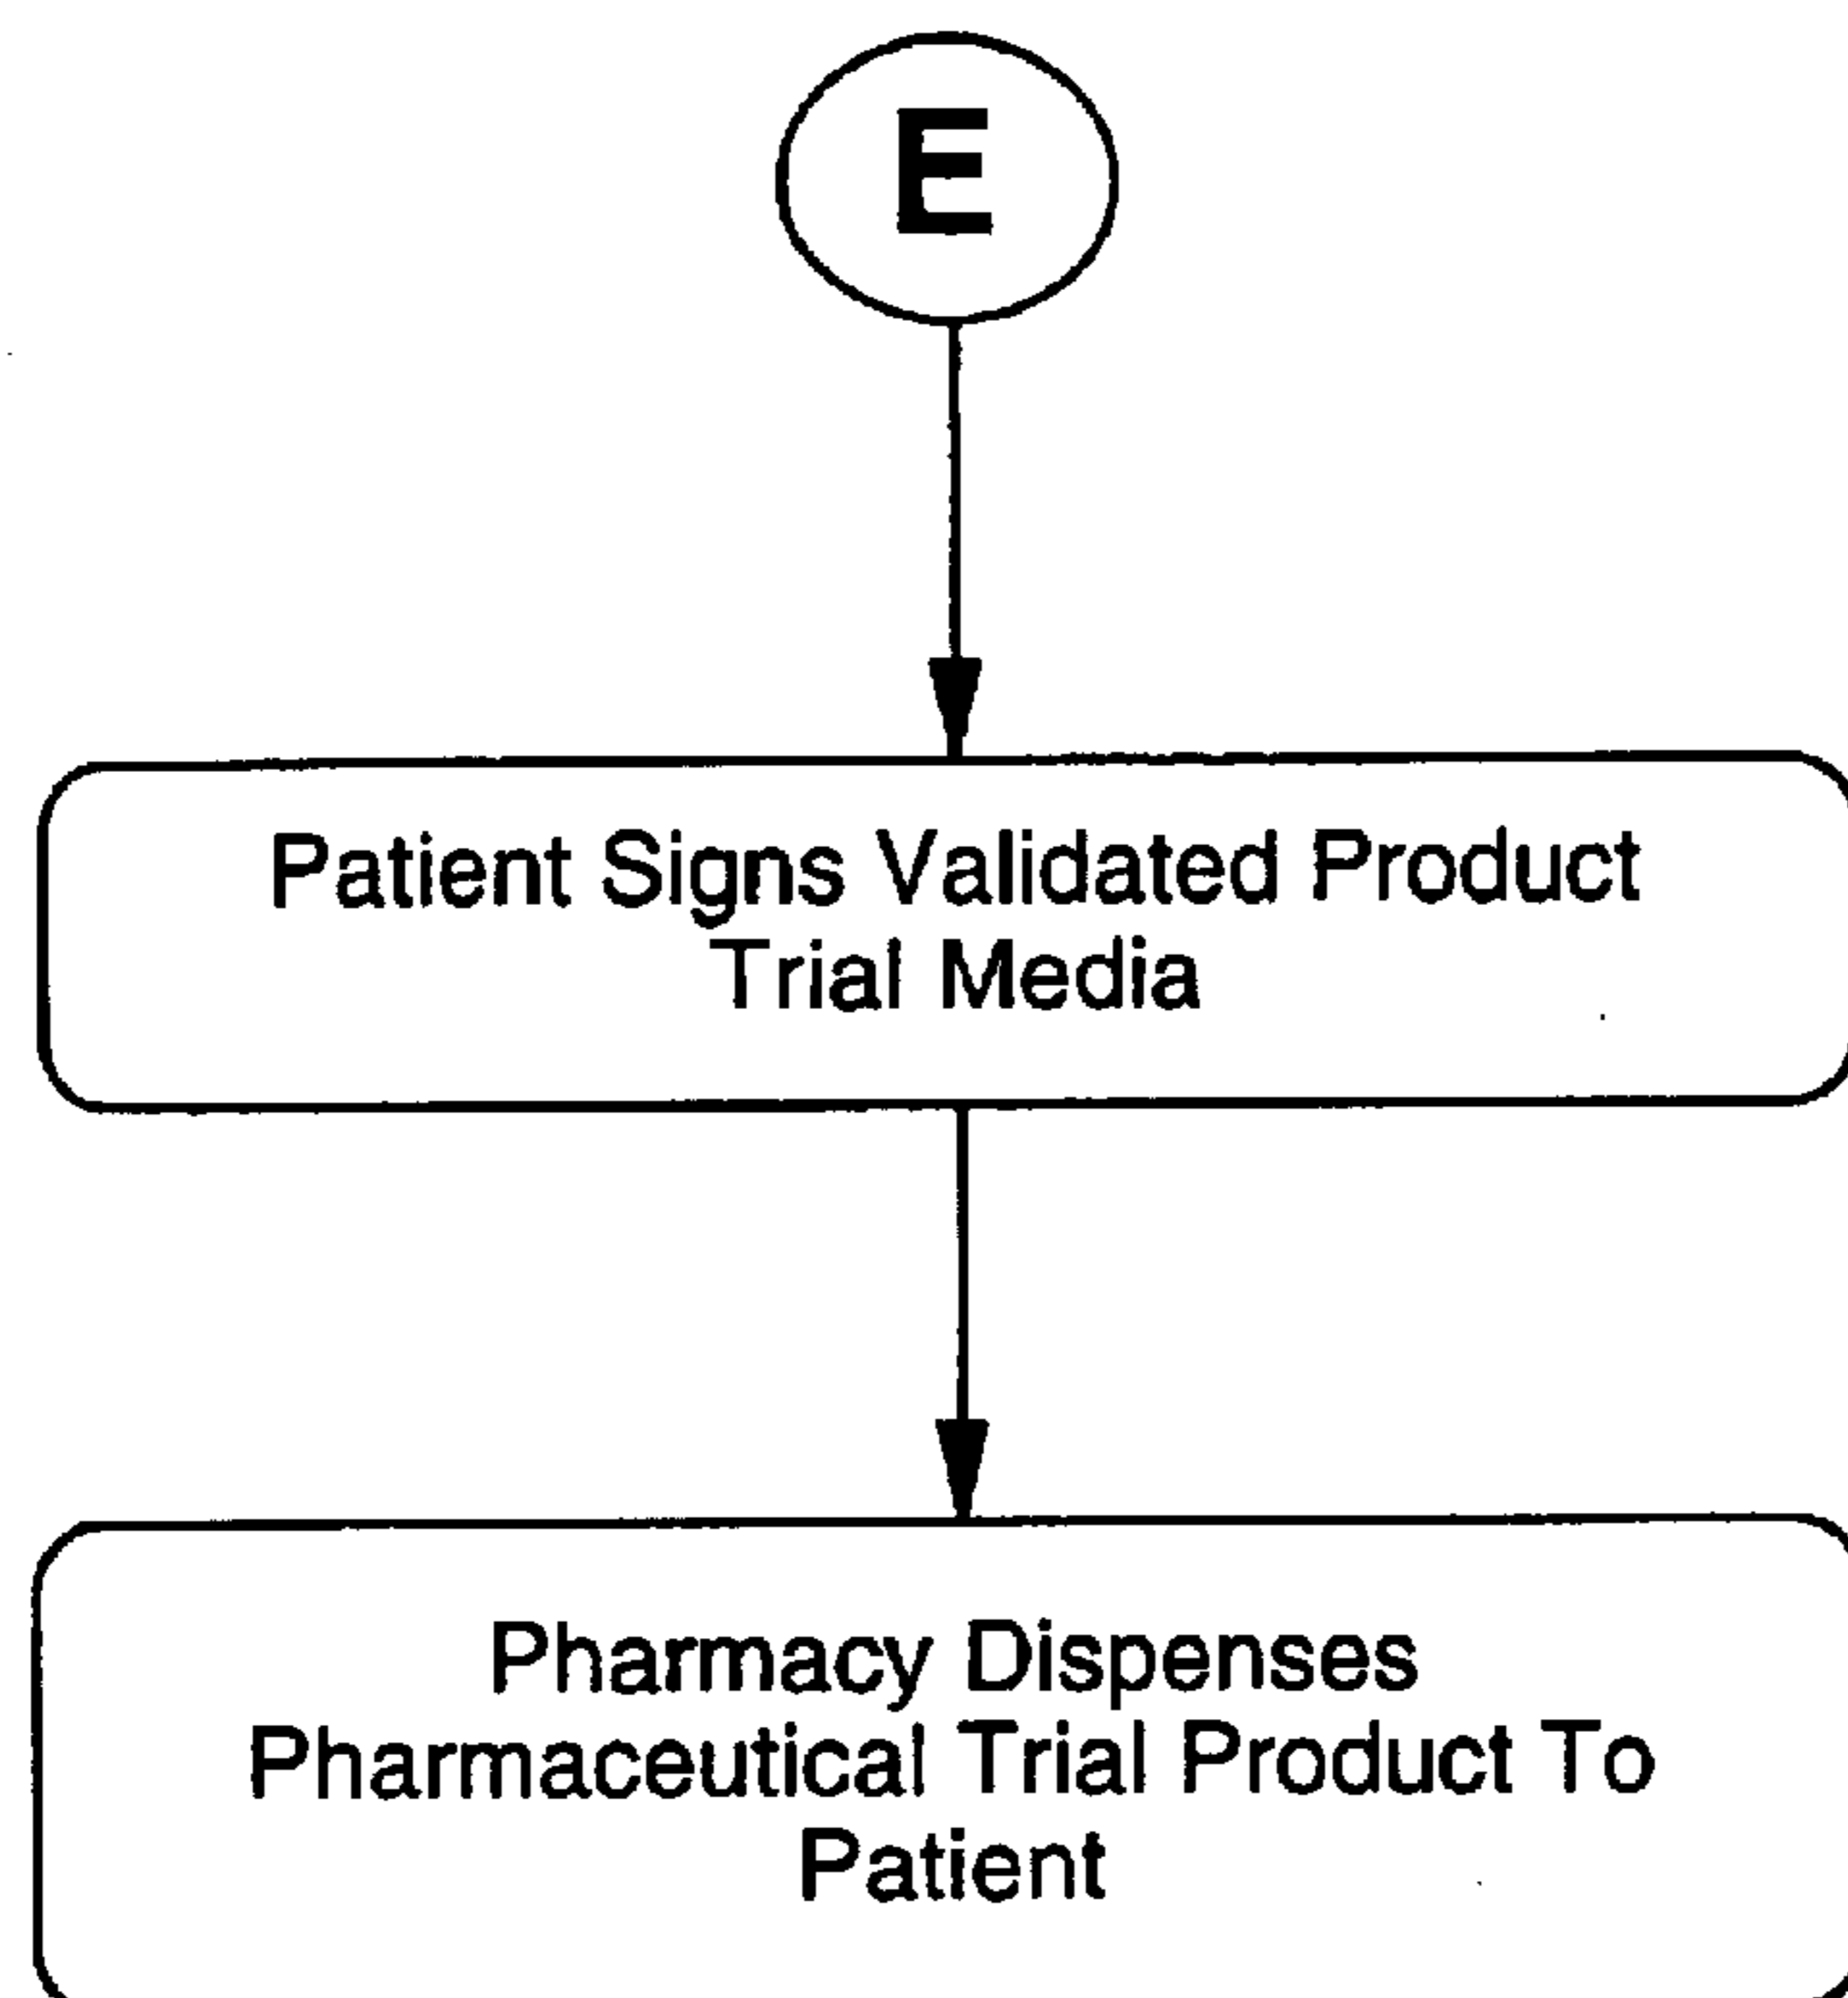 E
Patient Signs Validated Product
Trial Media
Pharmacy Dispenses
Pharmaceutical Trial Product To
Patient